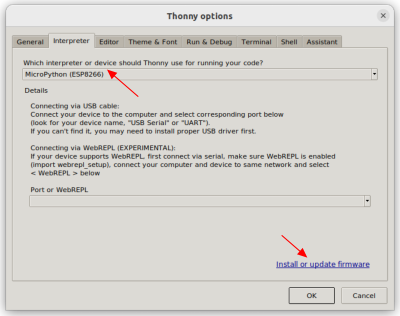 Thonny options
General Interpreter Editor Theme & Font Run & Debug Terminal Shell Assistant
Which interpreter or device should Thonny use for running your code?
MicroPython (ESP8266)
Details
Connecting via USB cable:
Connect your device to the computer and select corresponding port below
(look for your device name, "USB Serial" or "UART").
If you can't find it, you may need to install proper USB driver first.
Connecting via WebREPL (EXPERIMENTAL):
If your device supports WebREPL, first connect via serial, make sure WebREPL is enabled
(import webrepl_setup), connect your computer and device to same network and select
< WebREPL > below
Port or WebREPL
Install or update firmware
OK Cancel